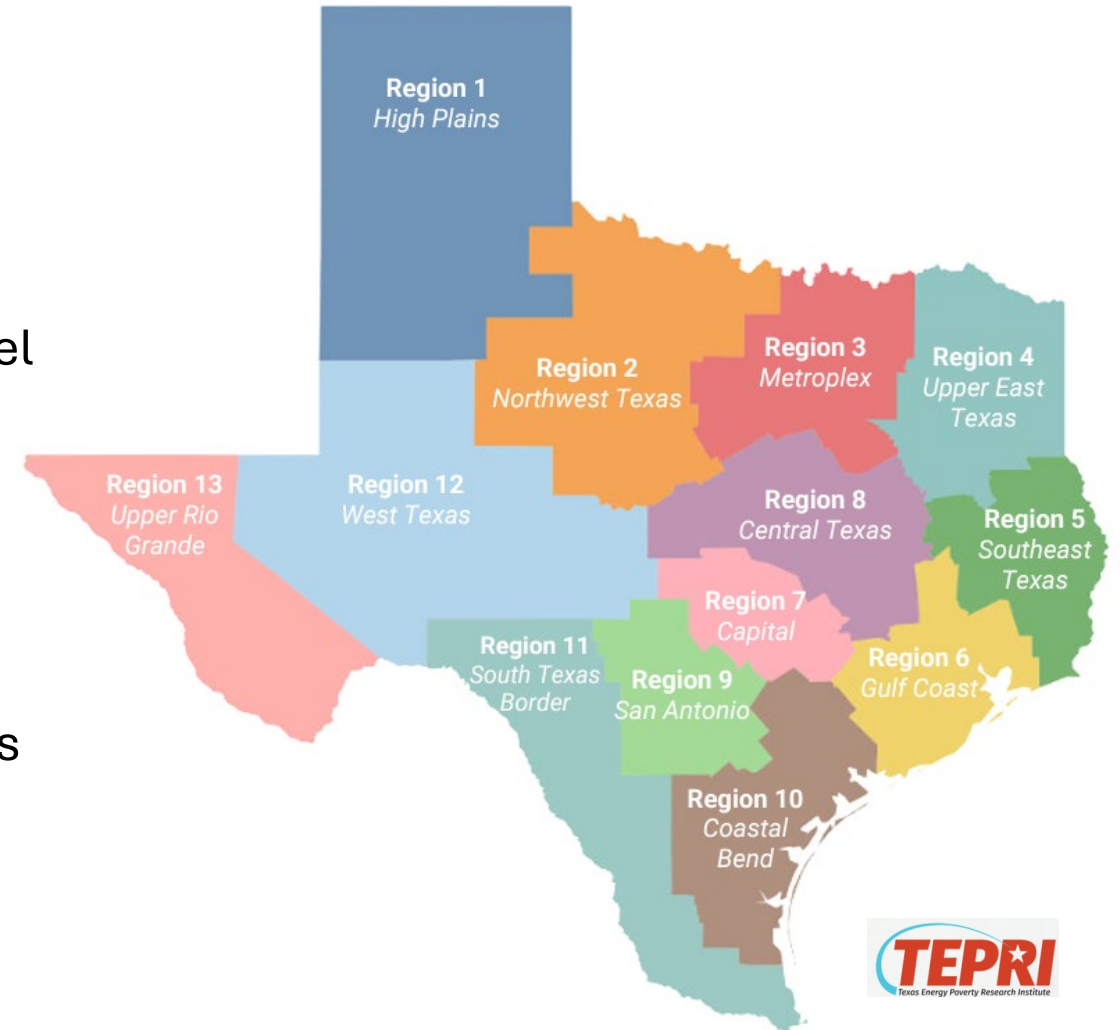 Region 1
High Plains
el
Region 2
Northwest Texas
Region 3
Metroplex
Region 4
Upper East
Texas
Region 13
Upper Rio
Grande
Region 12
West Texas
Region 8
Central Texas
Region 5
Southeast
Texas
Region 7
Capital
Region 11
South Texas
Border
Region 9
San Antonio
Region 6
Gulf Coast
s
Region 10
Coastal
Bend
TEPRI
Texas Energy Poverty Research Institute